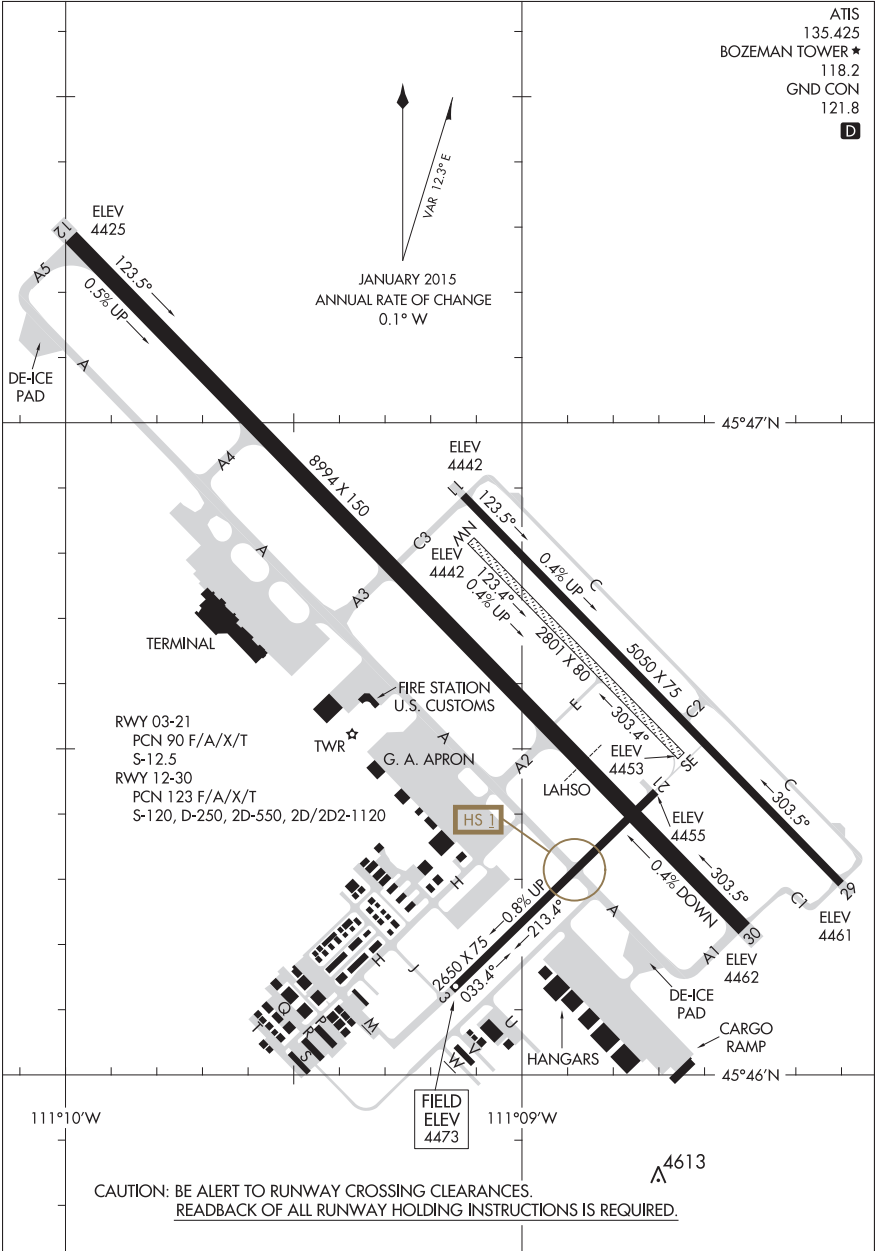 ATIS
135.425
BOZEMAN TOWER ★
118.2
GND CON
121.8
D
VAR 12.3° E
JANUARY 2015
ANNUAL RATE OF CHANGE
0.1° W
12
ELEV
4425
A5
123.5°
0.5% UP
A
DE-ICE
PAD
45°47'N
A4
8994 X 150
ELEV
4442
11
123.5°
0.4% UP
C
C3
NW
ELEV
4442
123.4°
0.4% UP
2801 X 80
5050 X 75
A
A3
TERMINAL
FIRE STATION
U.S. CUSTOMS
E
303.4°
C2
RWY 03-21
PCN 90 F/A/X/T
S-12.5
RWY 12-30
PCN 123 F/A/X/T
S-120, D-250, 2D-550, 2D/2D2-1120
TWR
A
G. A. APRON
A2
ELEV
4453
SE
LAHSO
21
C
303.5°
HS 1
ELEV
4455
0.4% DOWN
303.5°
29
C1
ELEV
4461
H
0.8% UP
213.4°
A
30
ELEV
4462
A1
2650 X 75
033.4°
3
H
J
DE-ICE
PAD
Q
T
P
R
S
M
U
V
W
HANGARS
CARGO
RAMP
45°46'N
FIELD
ELEV
4473
111°10'W
111°09'W
4613
CAUTION: BE ALERT TO RUNWAY CROSSING CLEARANCES.
READBACK OF ALL RUNWAY HOLDING INSTRUCTIONS IS REQUIRED.